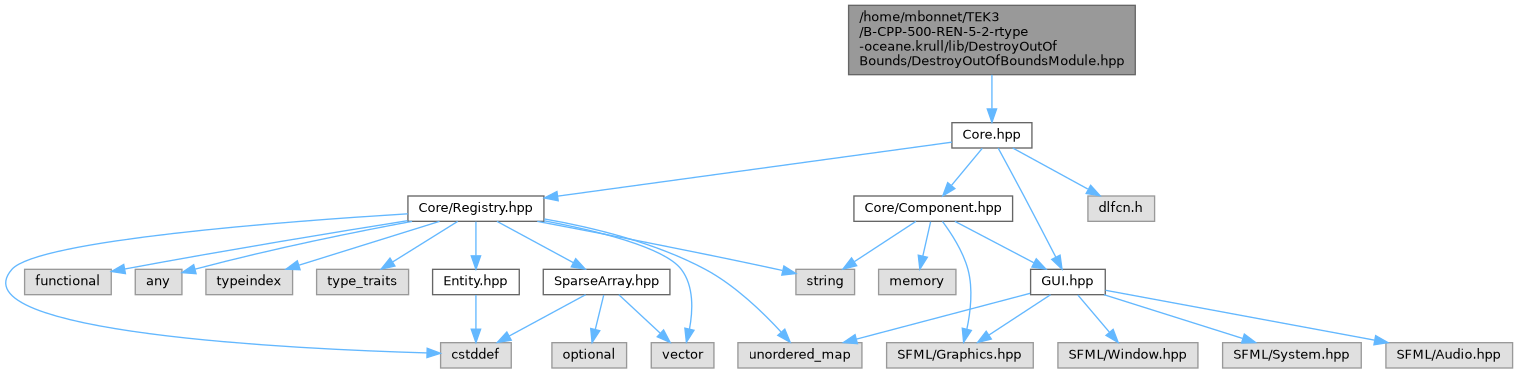 /home/mbonnet/TEK3
/B-CPP-500-REN-5-2-rtype
-oceane.krull/lib/DestroyOutOf
Bounds/DestroyOutOfBoundsModule.hpp
Core.hpp
Core/Registry.hpp
Core/Component.hpp
dlfcn.h
functional
any
typeindex
type_traits
Entity.hpp
SparseArray.hpp
string
memory
GUI.hpp
cstddef
optional
vector
unordered_map
SFML/Graphics.hpp
SFML/Window.hpp
SFML/System.hpp
SFML/Audio.hpp